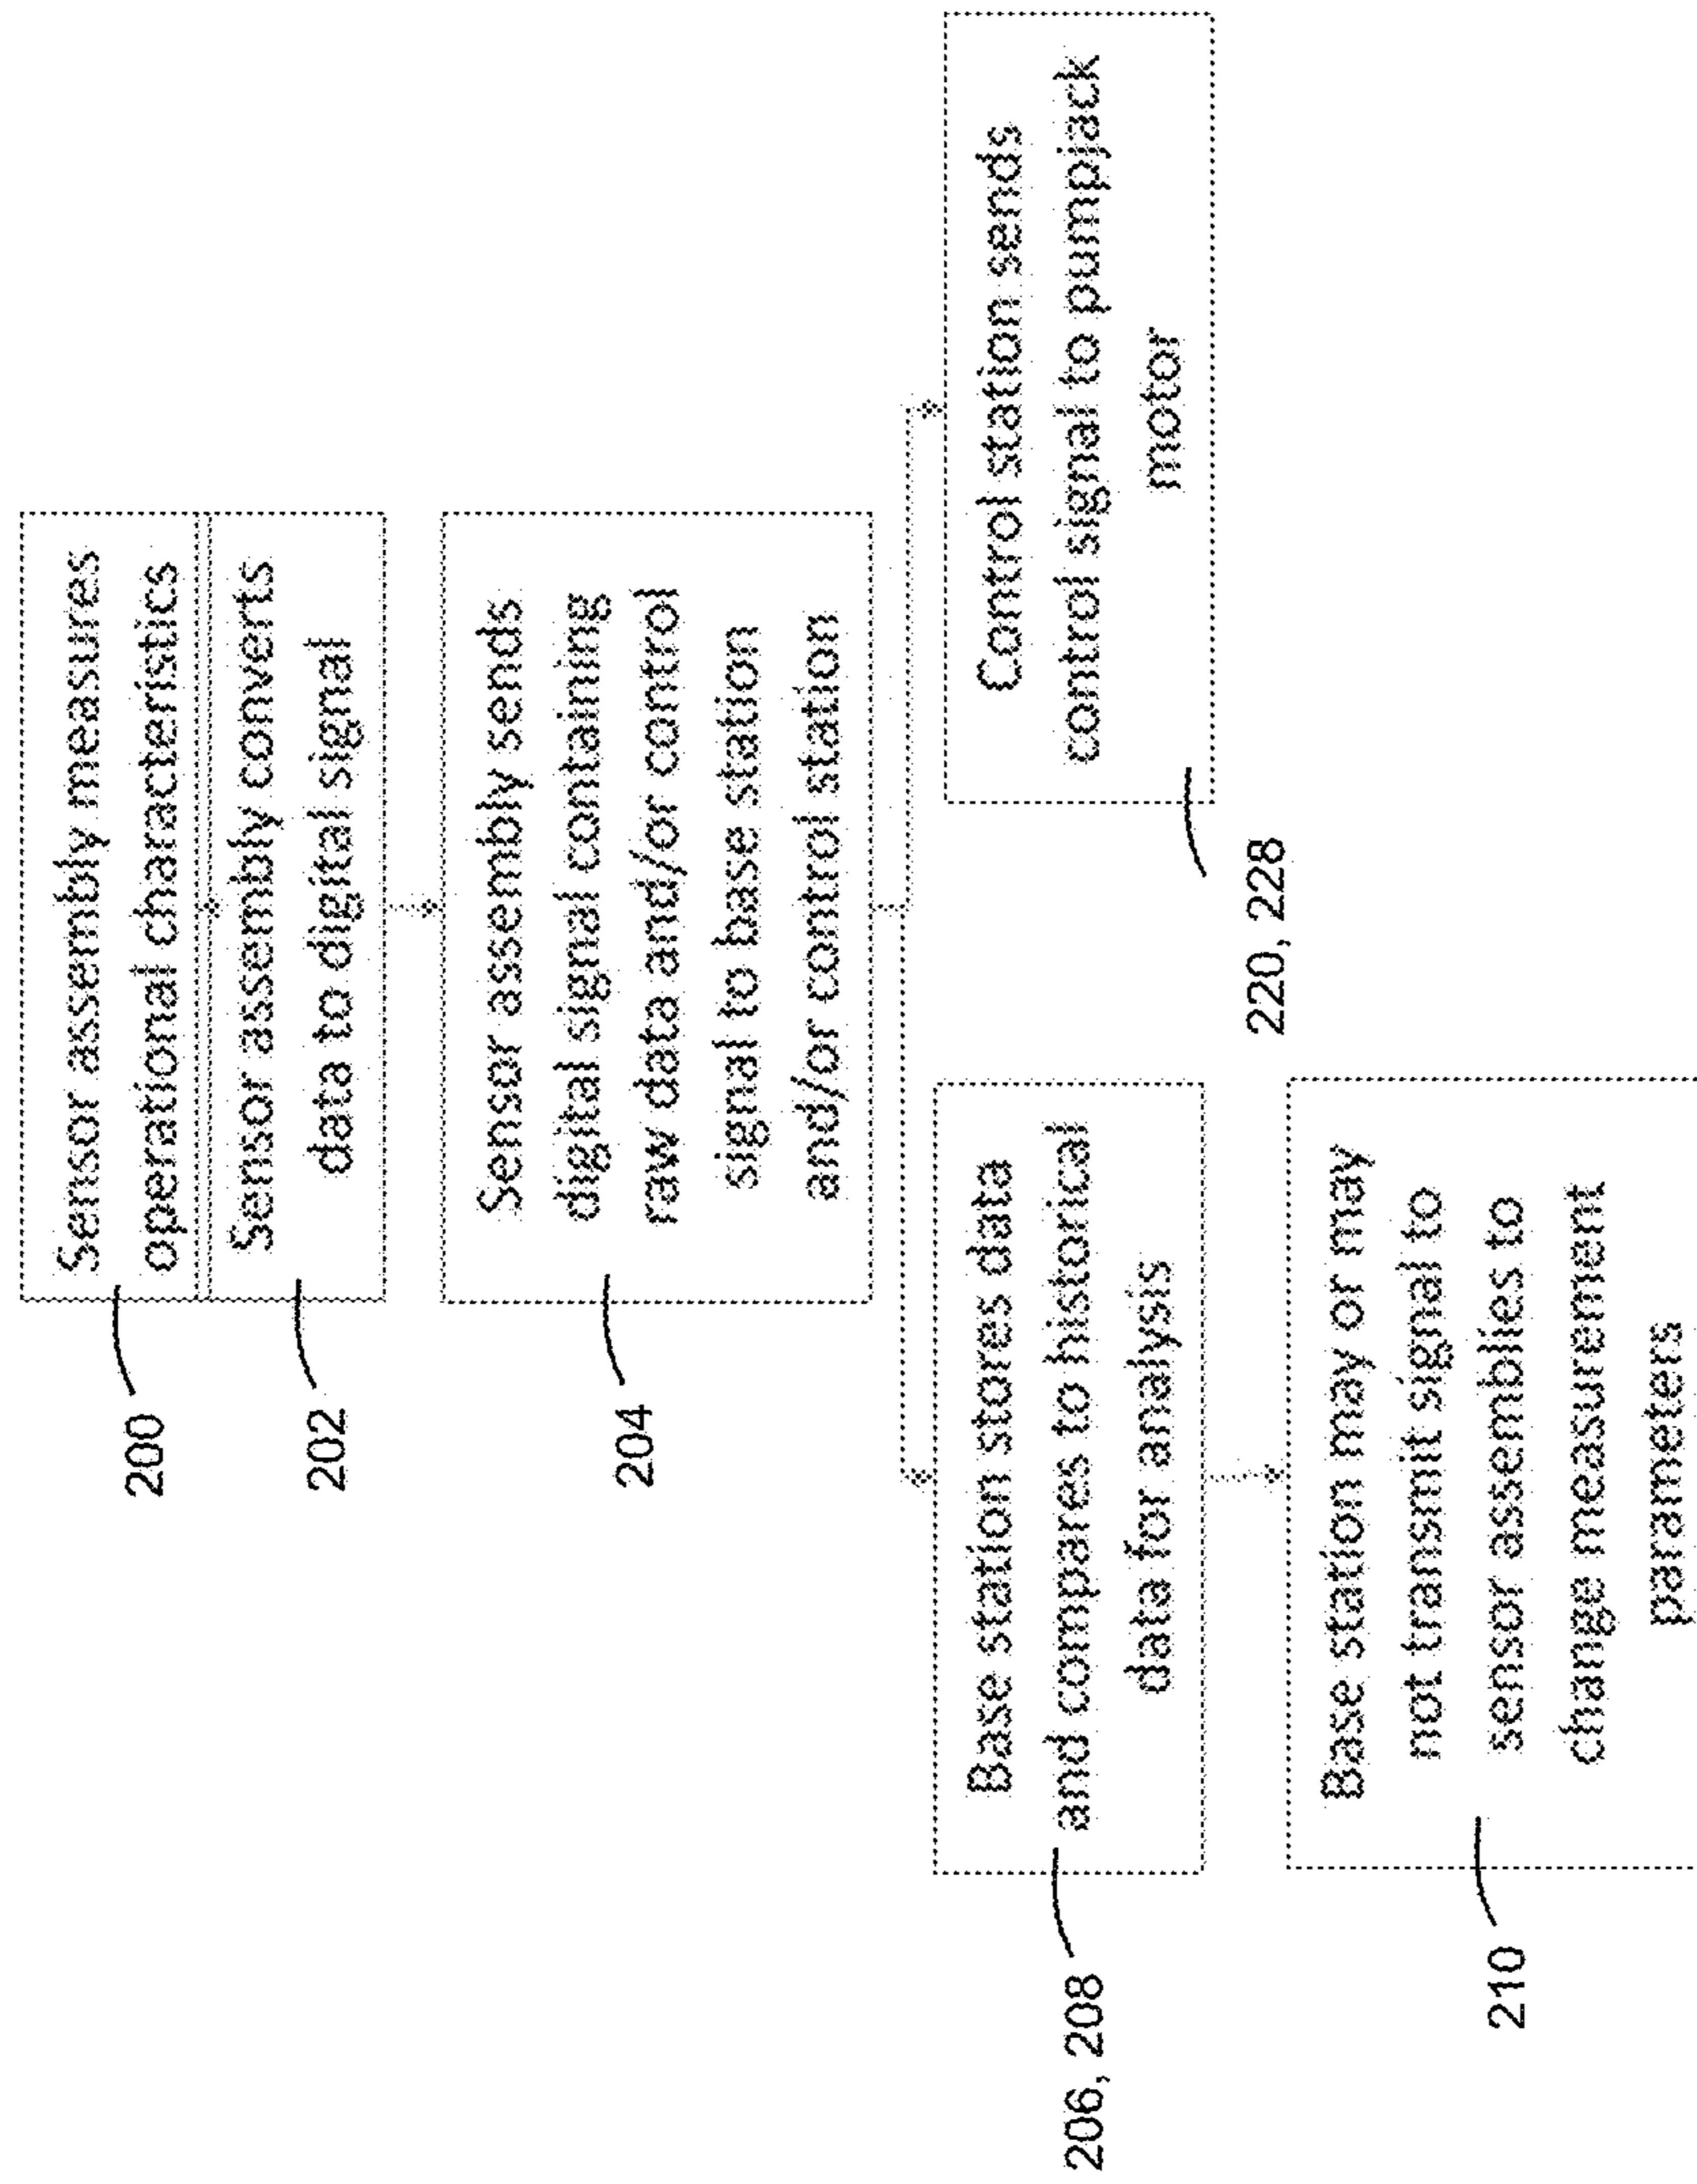 200
Sensor assembly measures
operational characteristics
202
Sensor assembly converts
data to digital signal
204
Sensor assembly sends
digital signal containing
raw data and/or control
signal to base station
and/or control station
206, 208
Base station stores data
and compares to historical
data for analysis
220, 228
Control station sends
control signal to pumpjack
motor
210
Base station may or may
not transmit signal to
sensor assemblies to
change measurement
parameters